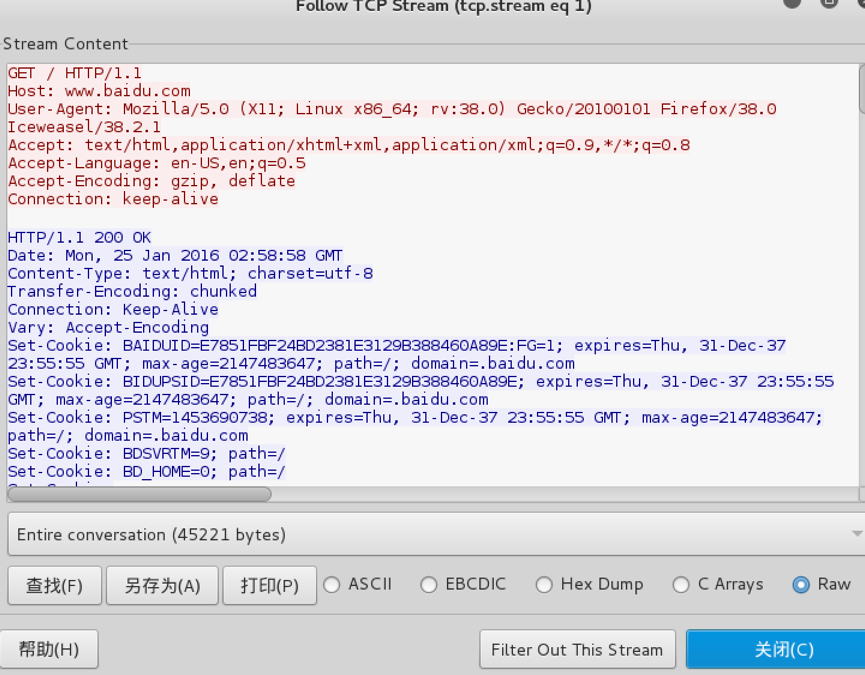 Follow TCP Stream (tcp.stream eq 1)
Stream Content
GET / HTTP/1.1
Host: www.baidu.com
User-Agent: Mozilla/5.0 (X11; Linux x86_64; rv:38.0) Gecko/20100101 Firefox/38.0
Iceweasel/38.2.1
Accept: text/html,application/xhtml+xml,application/xml;q=0.9,*/*;q=0.8
Accept-Language: en-US,en;q=0.5
Accept-Encoding: gzip, deflate
Connection: keep-alive
HTTP/1.1 200 OK
Date: Mon, 25 Jan 2016 02:58:58 GMT
Content-Type: text/html; charset=utf-8
Transfer-Encoding: chunked
Connection: Keep-Alive
Vary: Accept-Encoding
Set-Cookie: BAIDUID=E7851FBF24BD2381E3129B388460A89E:FG=1; expires=Thu, 31-Dec-37
23:55:55 GMT; max-age=2147483647; path=/; domain=.baidu.com
Set-Cookie: BIDUPSID=E7851FBF24BD2381E3129B388460A89E; expires=Thu, 31-Dec-37 23:55:55
GMT; max-age=2147483647; path=/; domain=.baidu.com
Set-Cookie: PSTM=1453690738; expires=Thu, 31-Dec-37 23:55:55 GMT; max-age=2147483647;
path=/; domain=.baidu.com
Set-Cookie: BDSVRTM=9; path=/
Set-Cookie: BD_HOME=0; path=/
Entire conversation (45221 bytes)
查找(F) 另存为(A) 打印(P) ASCII EBCDIC Hex Dump C Arrays Raw
帮助(H) Filter Out This Stream 关闭(C)